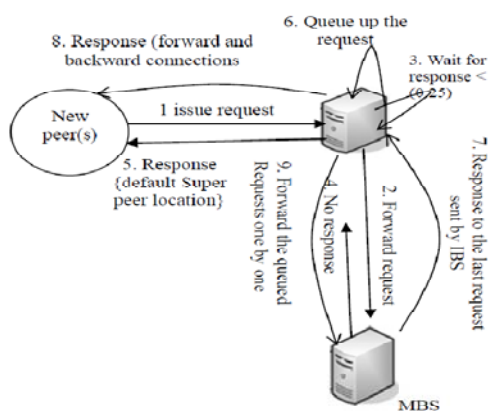 6. Queue up the
request
8. Response (forward and
backward connections
3. Wait for
response <
(0.25)
New
peer(s)
1 issue request
5. Response
{default Super
peer location}
9. Forward the queued
Requests one by one
4. No response
2. Forward request
7. Response to the last request
sent by IBS
MBS